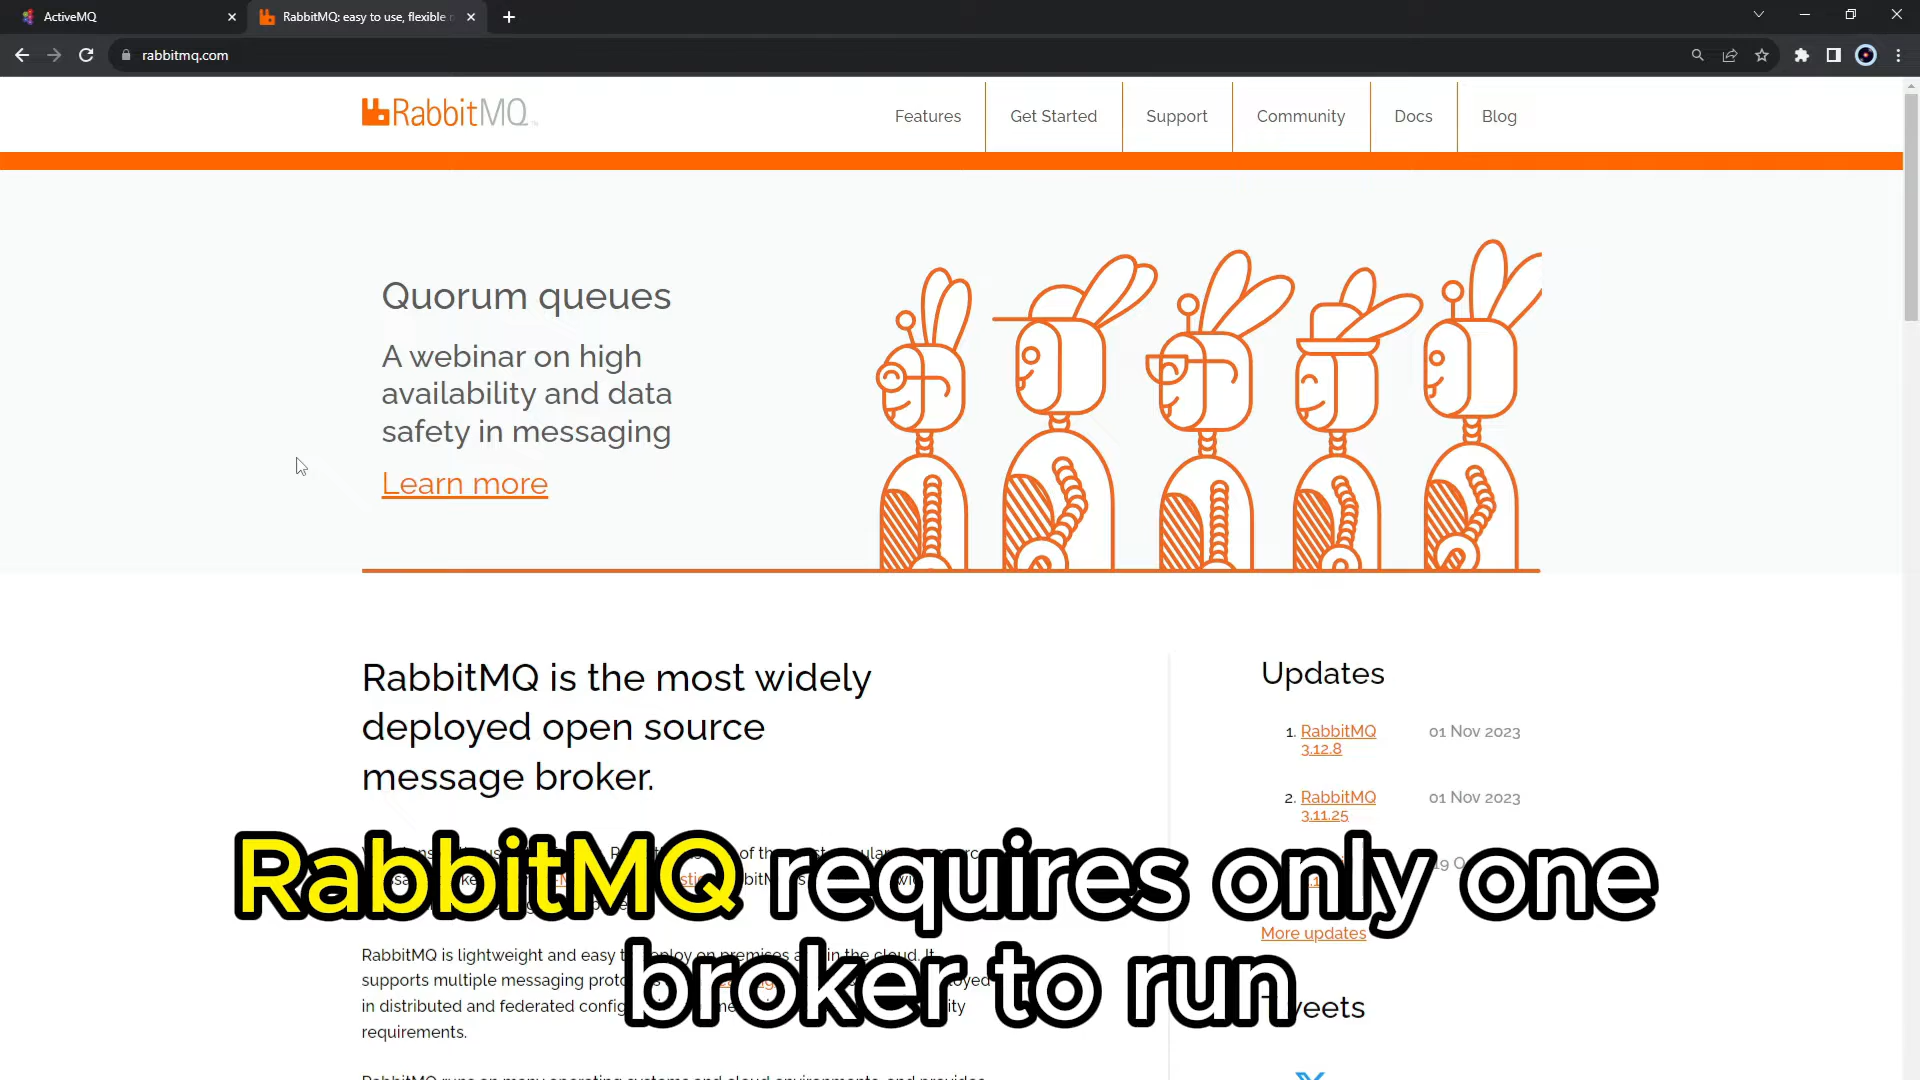 ActiveMQ
RabbitMQ: easy to use, flexible
rabbitmq.com
RabbitMQ
Features
Get Started
Support
Community
Docs
Blog
Quorum queues
A webinar on high
availability and data
safety in messaging
Learn more
RabbitMQ is the most widely
deployed open source
message broker.
RabbitMQ is lightweight and easy
in the cloud. It
supports multiple messaging
in distributed and federated
requirements.
Updates
1. RabbitMQ 01 Nov 2023
3.12.8
2. RabbitMQ 01 Nov 2023
3.11.25
More updates
RabbitMQ requires only one
broker to run